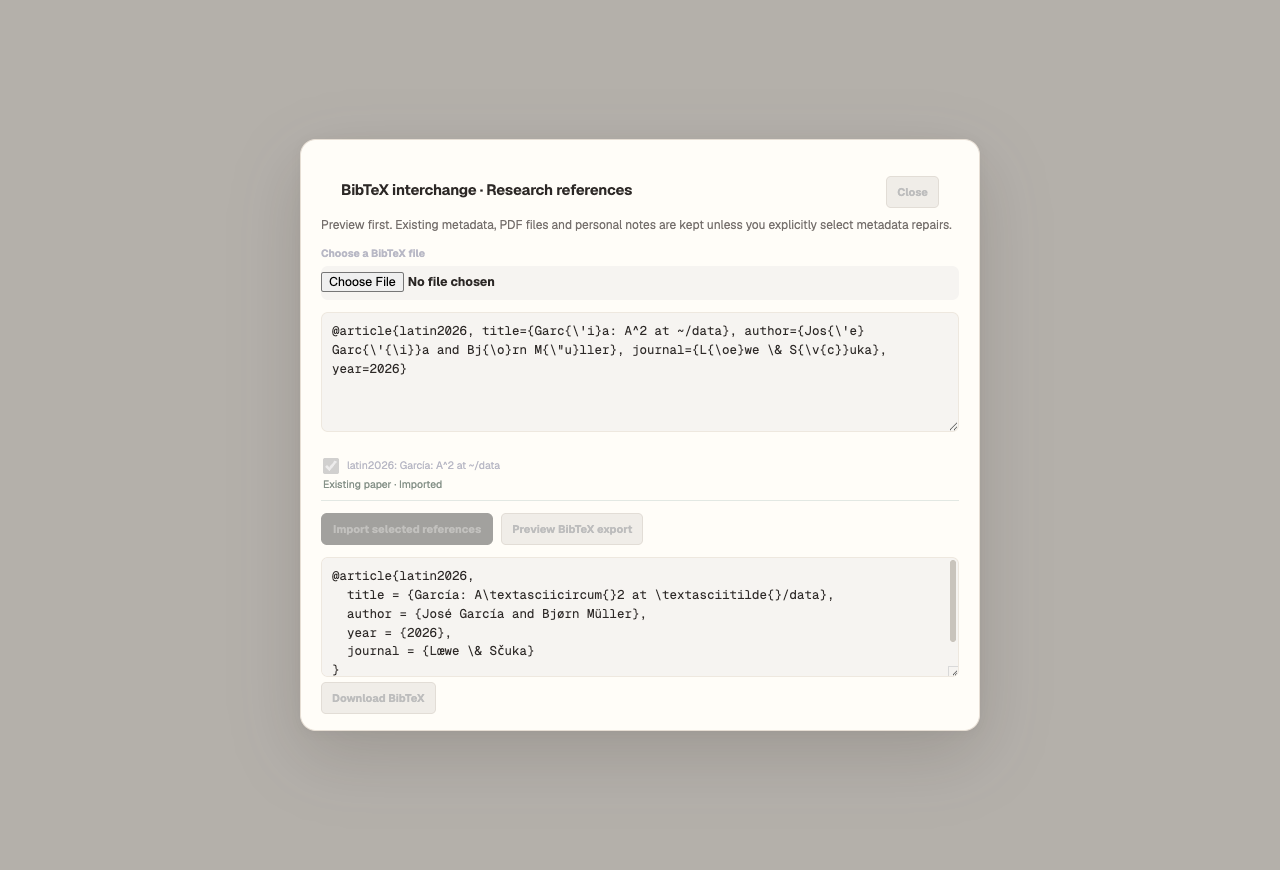 BibTeX interchange · Research references
Close
Preview first. Existing metadata, PDF files and personal notes are kept unless you explicitly select metadata repairs.
Choose a BibTeX file
Choose File No file chosen
@article{latin2026, title={Garc{\'i}a: A^2 at ~/data}, author={Jos{\'e}
Garc{\'{\i}}a and Bj{\o}rn M{\"u}ller}, journal={L{\oe}we \& S{\v{c}}uka},
year=2026}
latin2026: García: A^2 at ~/data
Existing paper · Imported
Import selected references
Preview BibTeX export
@article{latin2026,
  title = {García: A\textasciicircum{}2 at \textasciitilde{}/data},
  author = {José García and Bjørn Müller},
  year = {2026},
  journal = {Lœwe \& Sčuka}
}
Download BibTeX